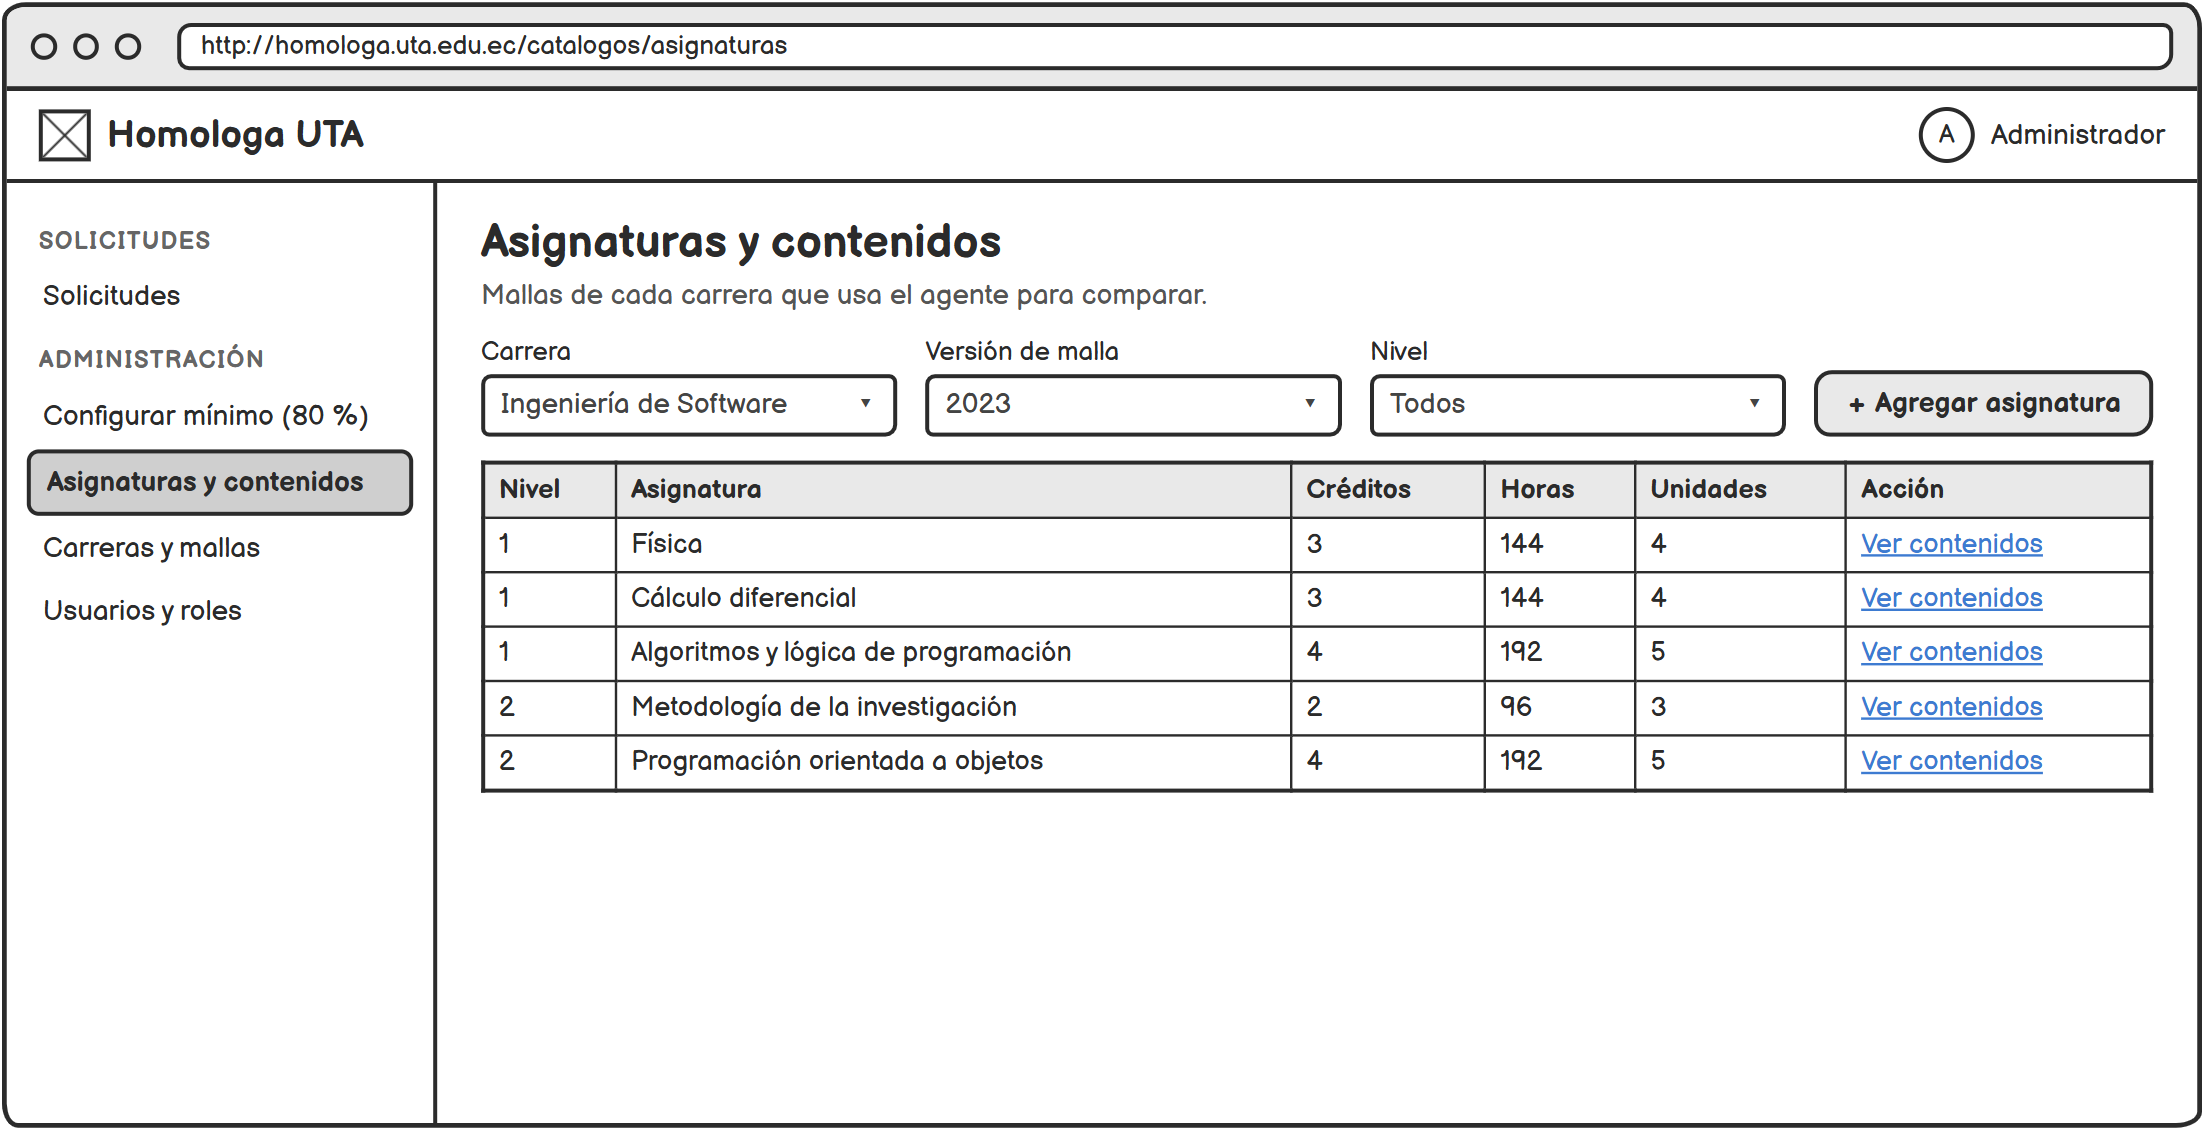 http://homologa.uta.edu.ec/catalogos/asignaturas
Homologa UTA
A Administrador
SOLICITUDES
Solicitudes
ADMINISTRACIÓN
Configurar mínimo (80 %)
Asignaturas y contenidos
Carreras y mallas
Usuarios y roles
Asignaturas y contenidos
Mallas de cada carrera que usa el agente para comparar.
Carrera Versión de malla Nivel
Ingeniería de Software 2023 Todos + Agregar asignatura
Nivel Asignatura Créditos Horas Unidades Acción
1 Física 3 144 4 Ver contenidos
1 Cálculo diferencial 3 144 4 Ver contenidos
1 Algoritmos y lógica de programación 4 192 5 Ver contenidos
2 Metodología de la investigación 2 96 3 Ver contenidos
2 Programación orientada a objetos 4 192 5 Ver contenidos